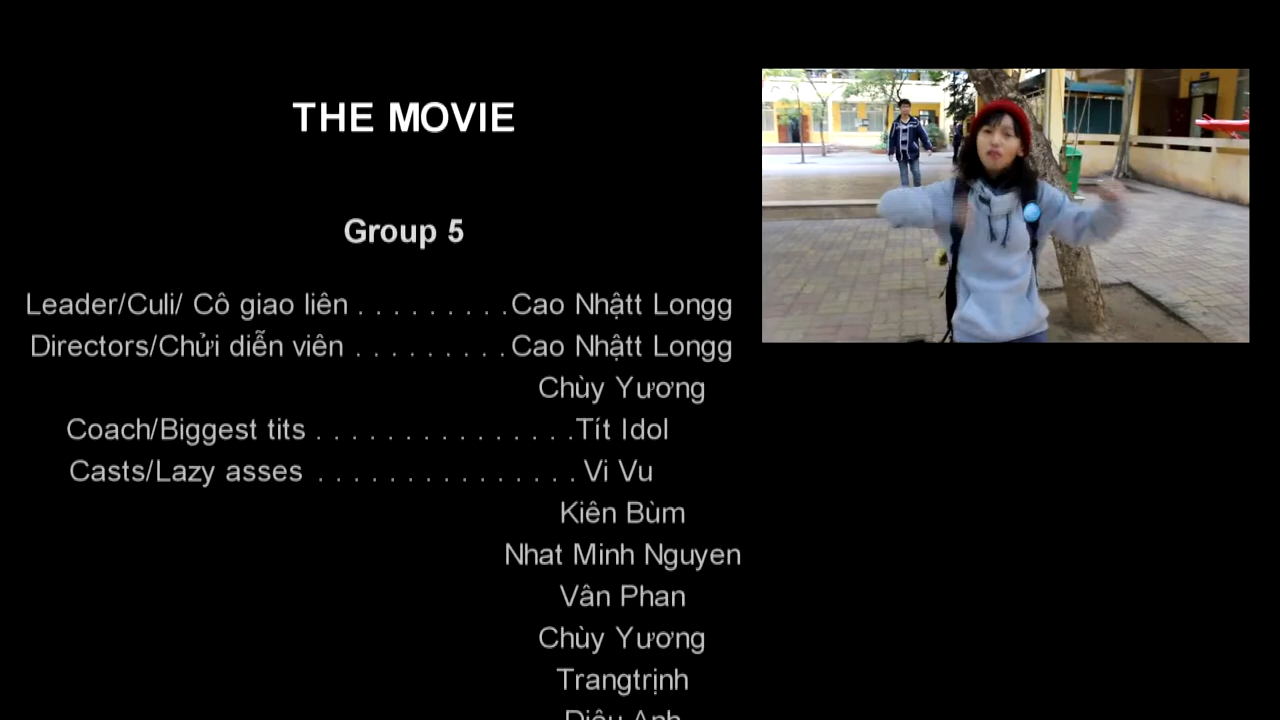 THE MOVIE
Group 5
Leader/Culi/ Cô giao liên . . . . . . . . . Cao Nhậtt Longg
Directors/Chửi diễn viên . . . . . . . . . Cao Nhậtt Longg
Chùy Yương
Coach/Biggest tits . . . . . . . . . . . . . . . Tít Idol
Casts/Lazy asses . . . . . . . . . . . . . . . Vi Vu
Kiên Bùm
Nhat Minh Nguyen
Vân Phan
Chùy Yương
Trangtrịnh